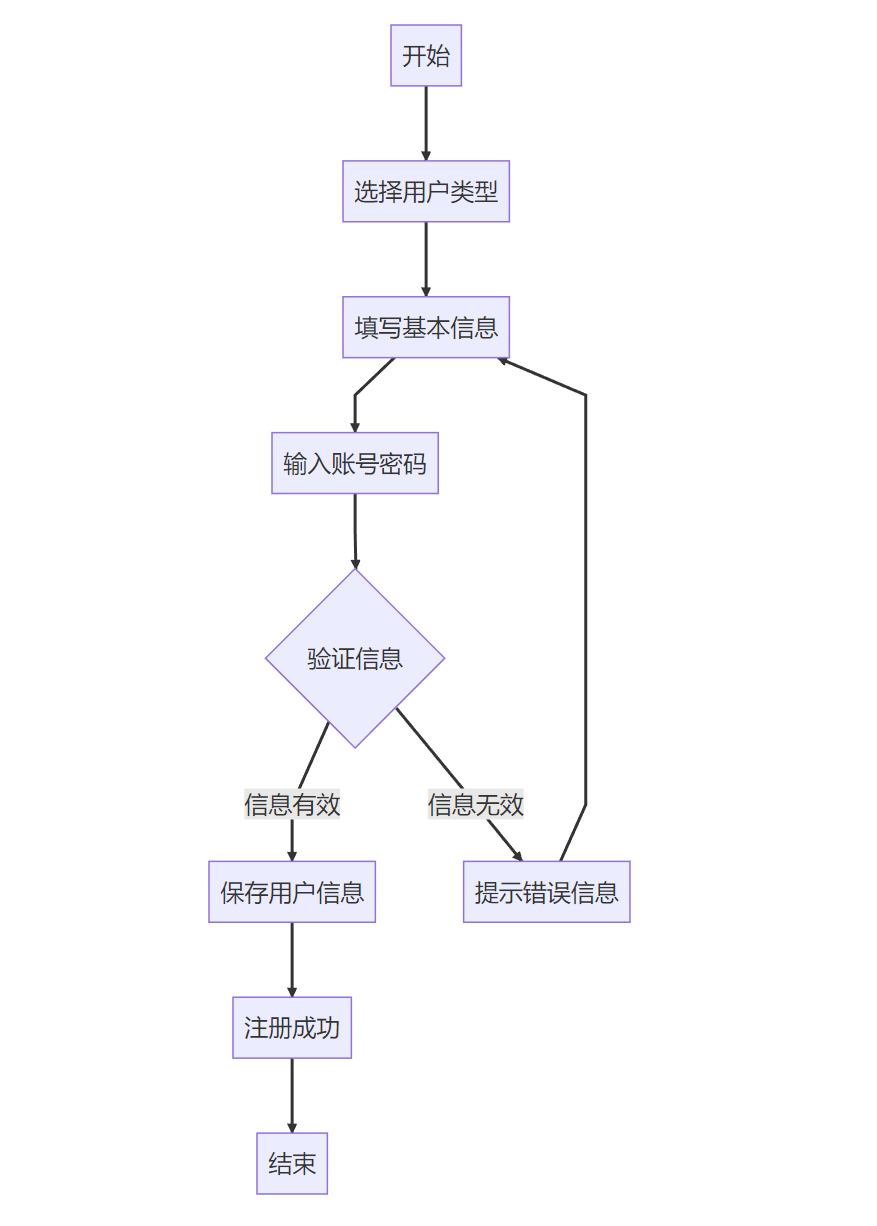 开始
选择用户类型
填写基本信息
输入账号密码
验证信息
信息有效
信息无效
保存用户信息
提示错误信息
注册成功
结束